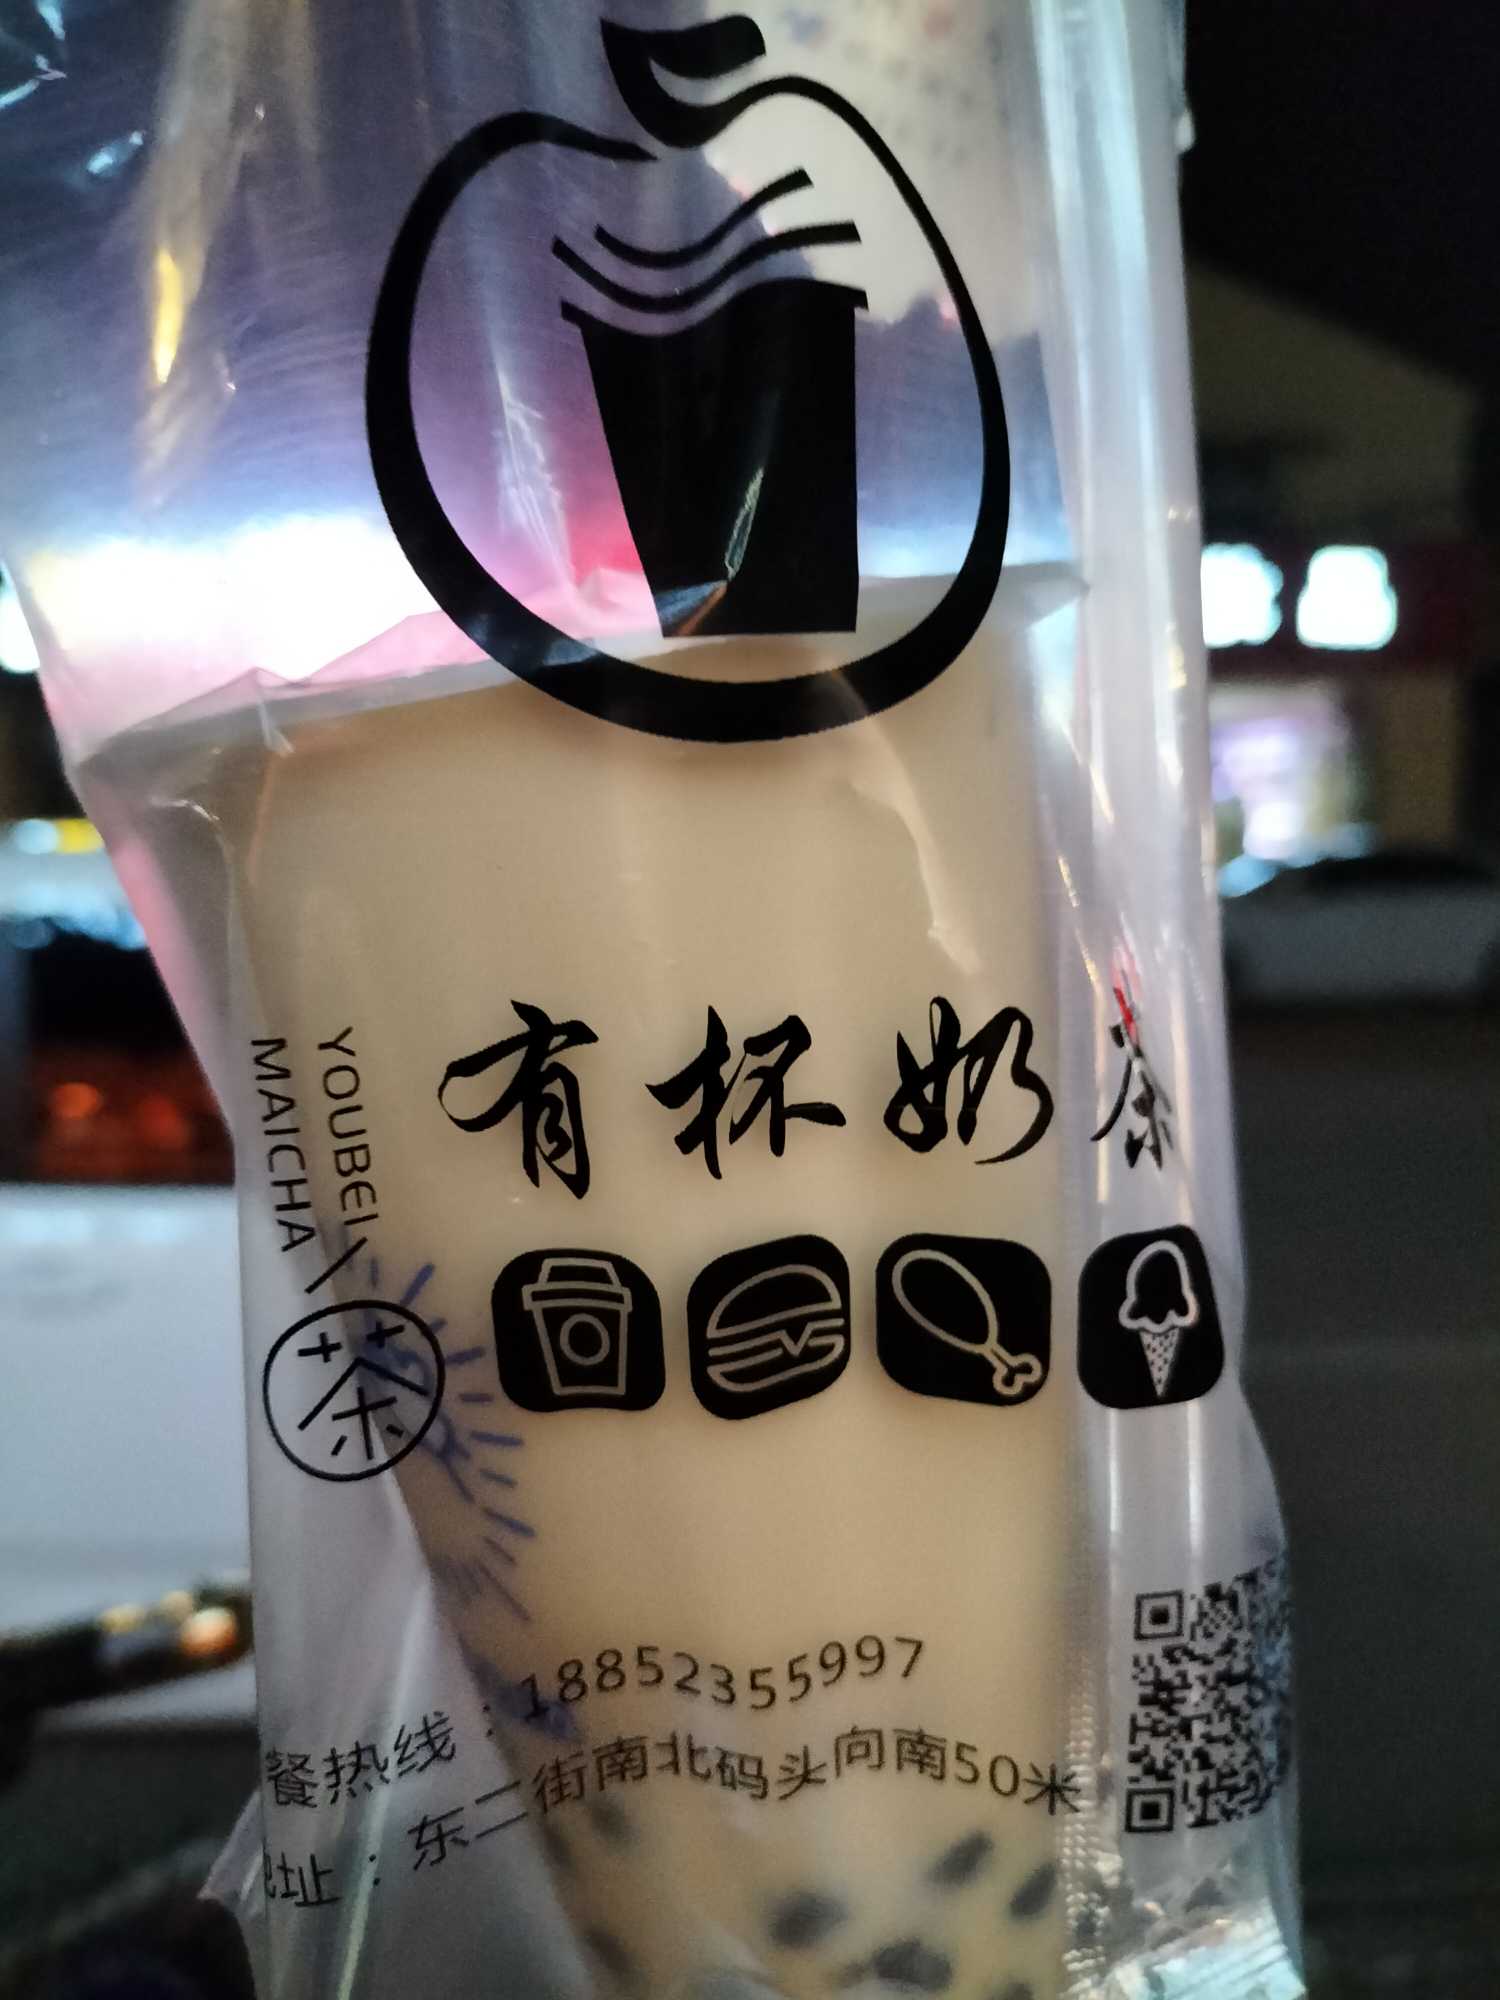 有杯奶茶
YOUBEI
MAICHA
茶
餐热线：18852355997
址：东二街南北码头向南50米